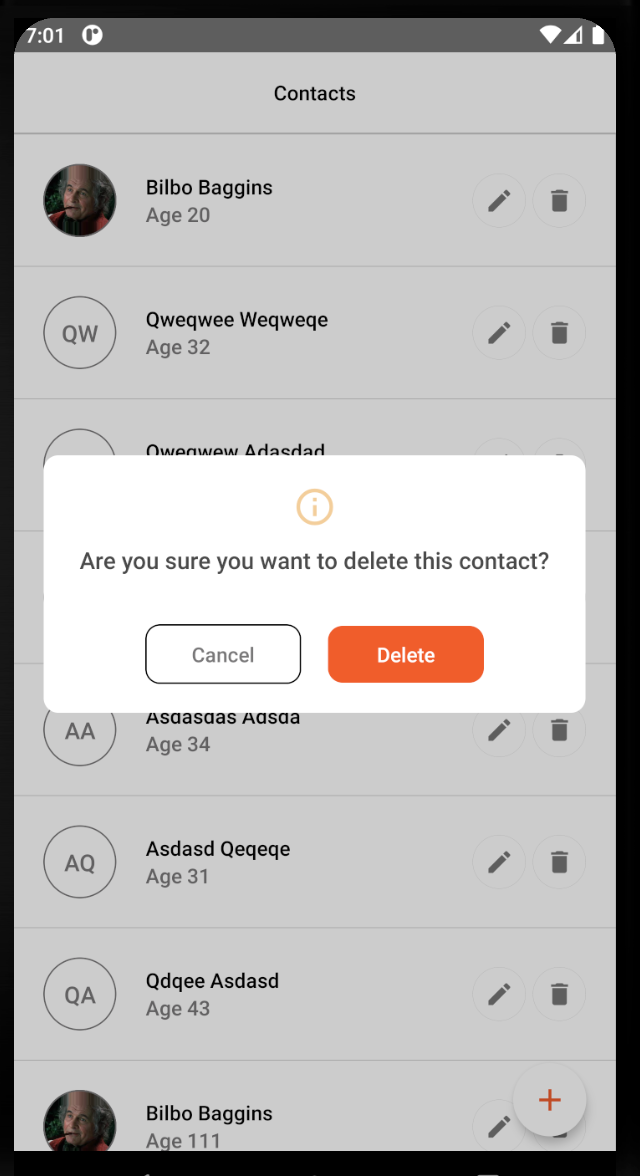 7:01
Contacts
Bilbo Baggins
Age 20
QW
Qweqwee Weqweqe
Age 32
Qweqwew Adasdad
Are you sure you want to delete this contact?
Cancel
Delete
Asdasdas Adsda
AA
Age 34
Asdasd Qeqeqe
AQ
Age 31
Qdqee Asdasd
QA
Age 43
Bilbo Baggins
Age 111